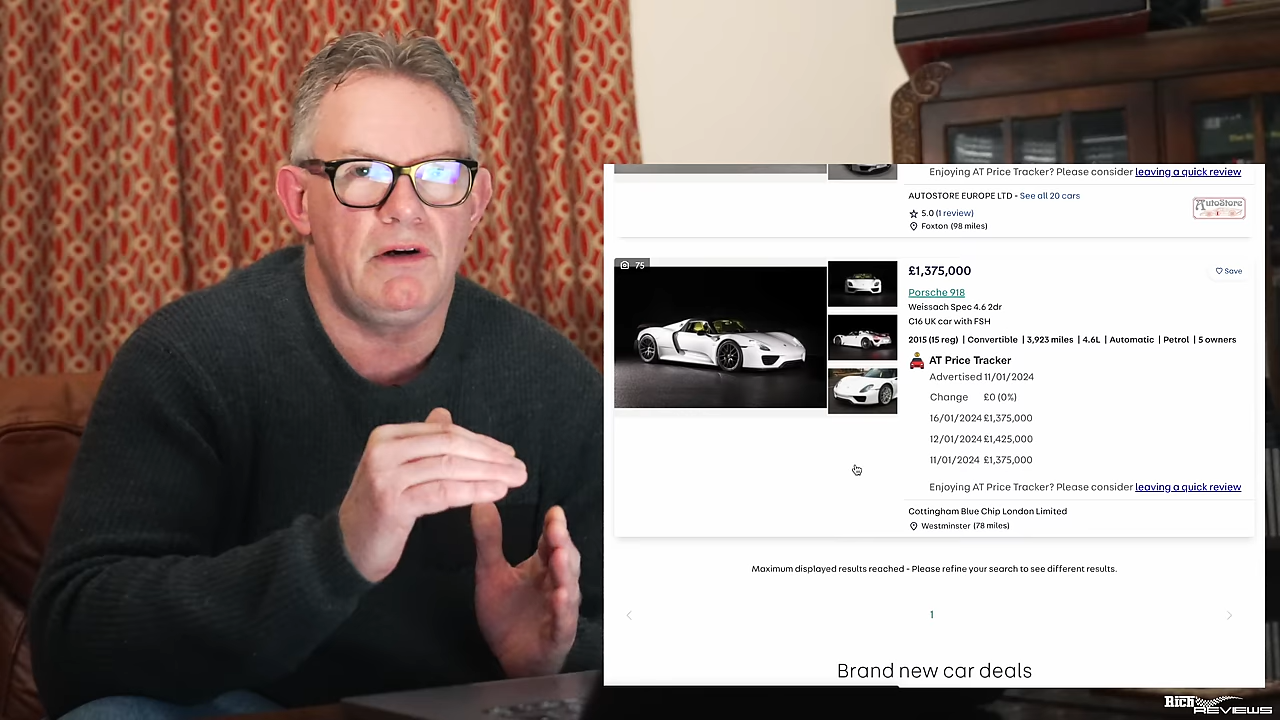 Enjoying AT Price Tracker? Please consider leaving a quick review
AUTOSTORE EUROPE LTD - See all 20 cars
5.0 (1 review)
Foxton (98 miles)
AutoStore
75
£1,375,000
Save
Porsche 918
Weissach Spec 4.6 2dr
C16 UK car with FSH
2015 (15 reg) | Convertible | 3,923 miles | 4.6L | Automatic | Petrol | 5 owners
AT Price Tracker
Advertised 11/01/2024
Change £0 (0%)
16/01/2024 £1,375,000
12/01/2024 £1,425,000
11/01/2024 £1,375,000
Enjoying AT Price Tracker? Please consider leaving a quick review
Cottingham Blue Chip London Limited
Westminster (78 miles)
Maximum displayed results reached - Please refine your search to see different results.
1
Brand new car deals
Rich
REVIEWS